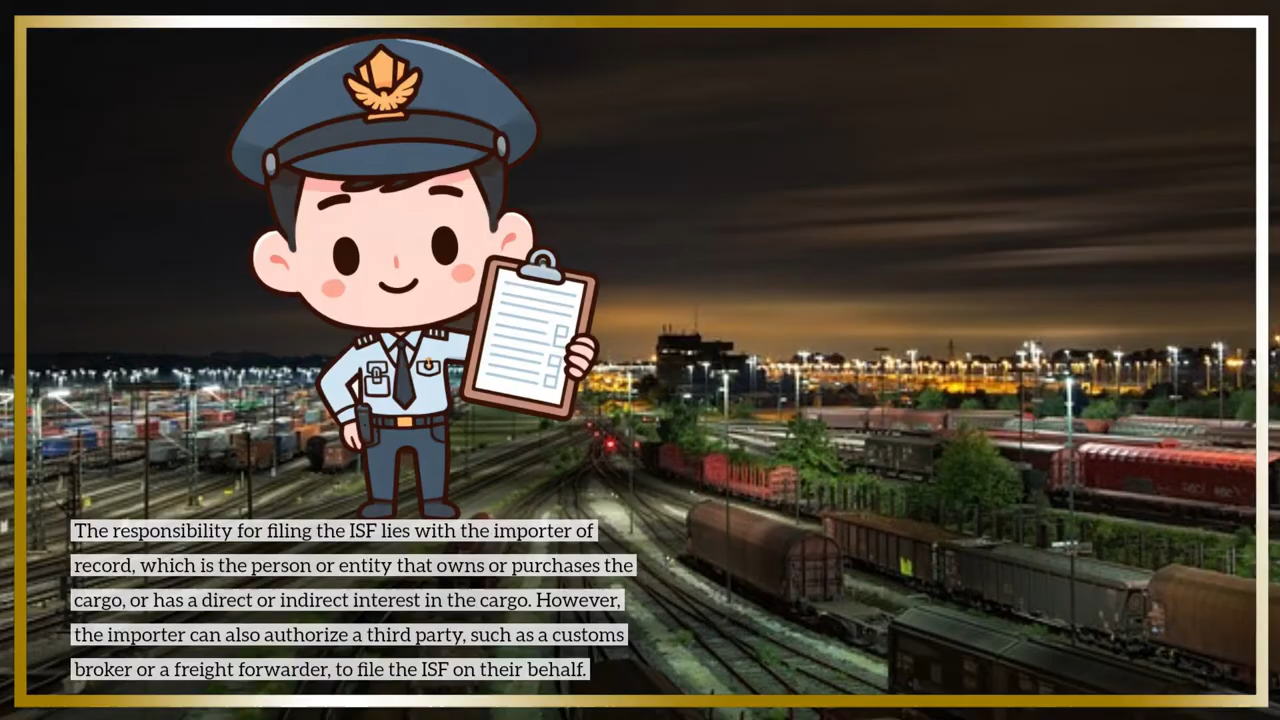 The responsibility for filing the ISF lies with the importer of
record, which is the person or entity that owns or purchases the
cargo, or has a direct or indirect interest in the cargo. However,
the importer can also authorize a third party, such as a customs
broker or a freight forwarder, to file the ISF on their behalf.